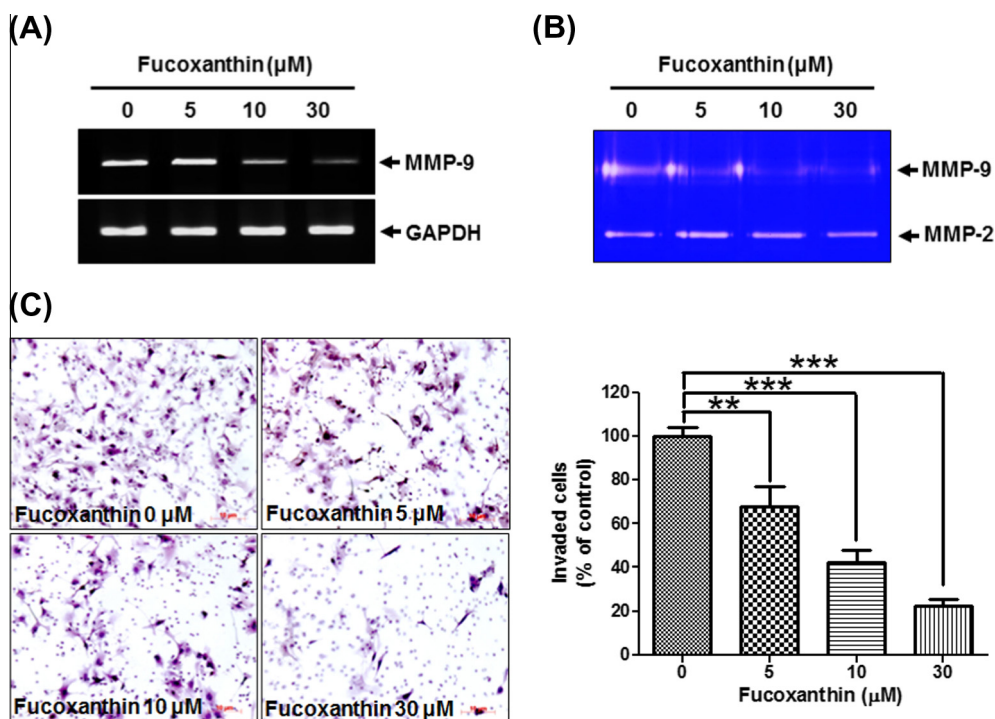 (A)
Fucoxanthin (µM)
0 5 10 30
MMP-9
GAPDH
(B)
Fucoxanthin (µM)
0 5 10 30
MMP-9
MMP-2
(C)
Fucoxanthin 0 µM
Fucoxanthin 5 µM
Fucoxanthin 10 µM
Fucoxanthin 30 µM
Invaded cells
(% of control)
120
100
80
60
40
20
0
***
***
**
0 5 10 30
Fucoxanthin (µM)